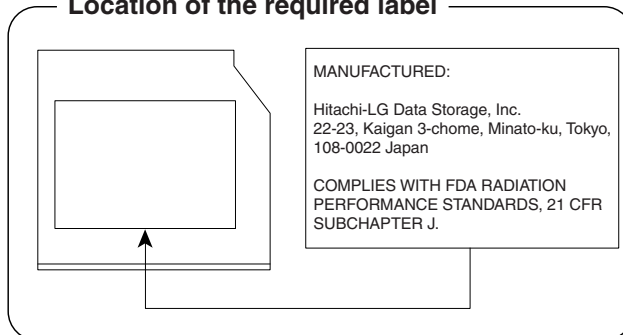 Location of the required label
MANUFACTURED:
Hitachi-LG Data Storage, Inc.
22-23, Kaigan 3-chome, Minato-ku, Tokyo,
108-0022 Japan
COMPLIES WITH FDA RADIATION
PERFORMANCE STANDARDS, 21 CFR
SUBCHAPTER J.